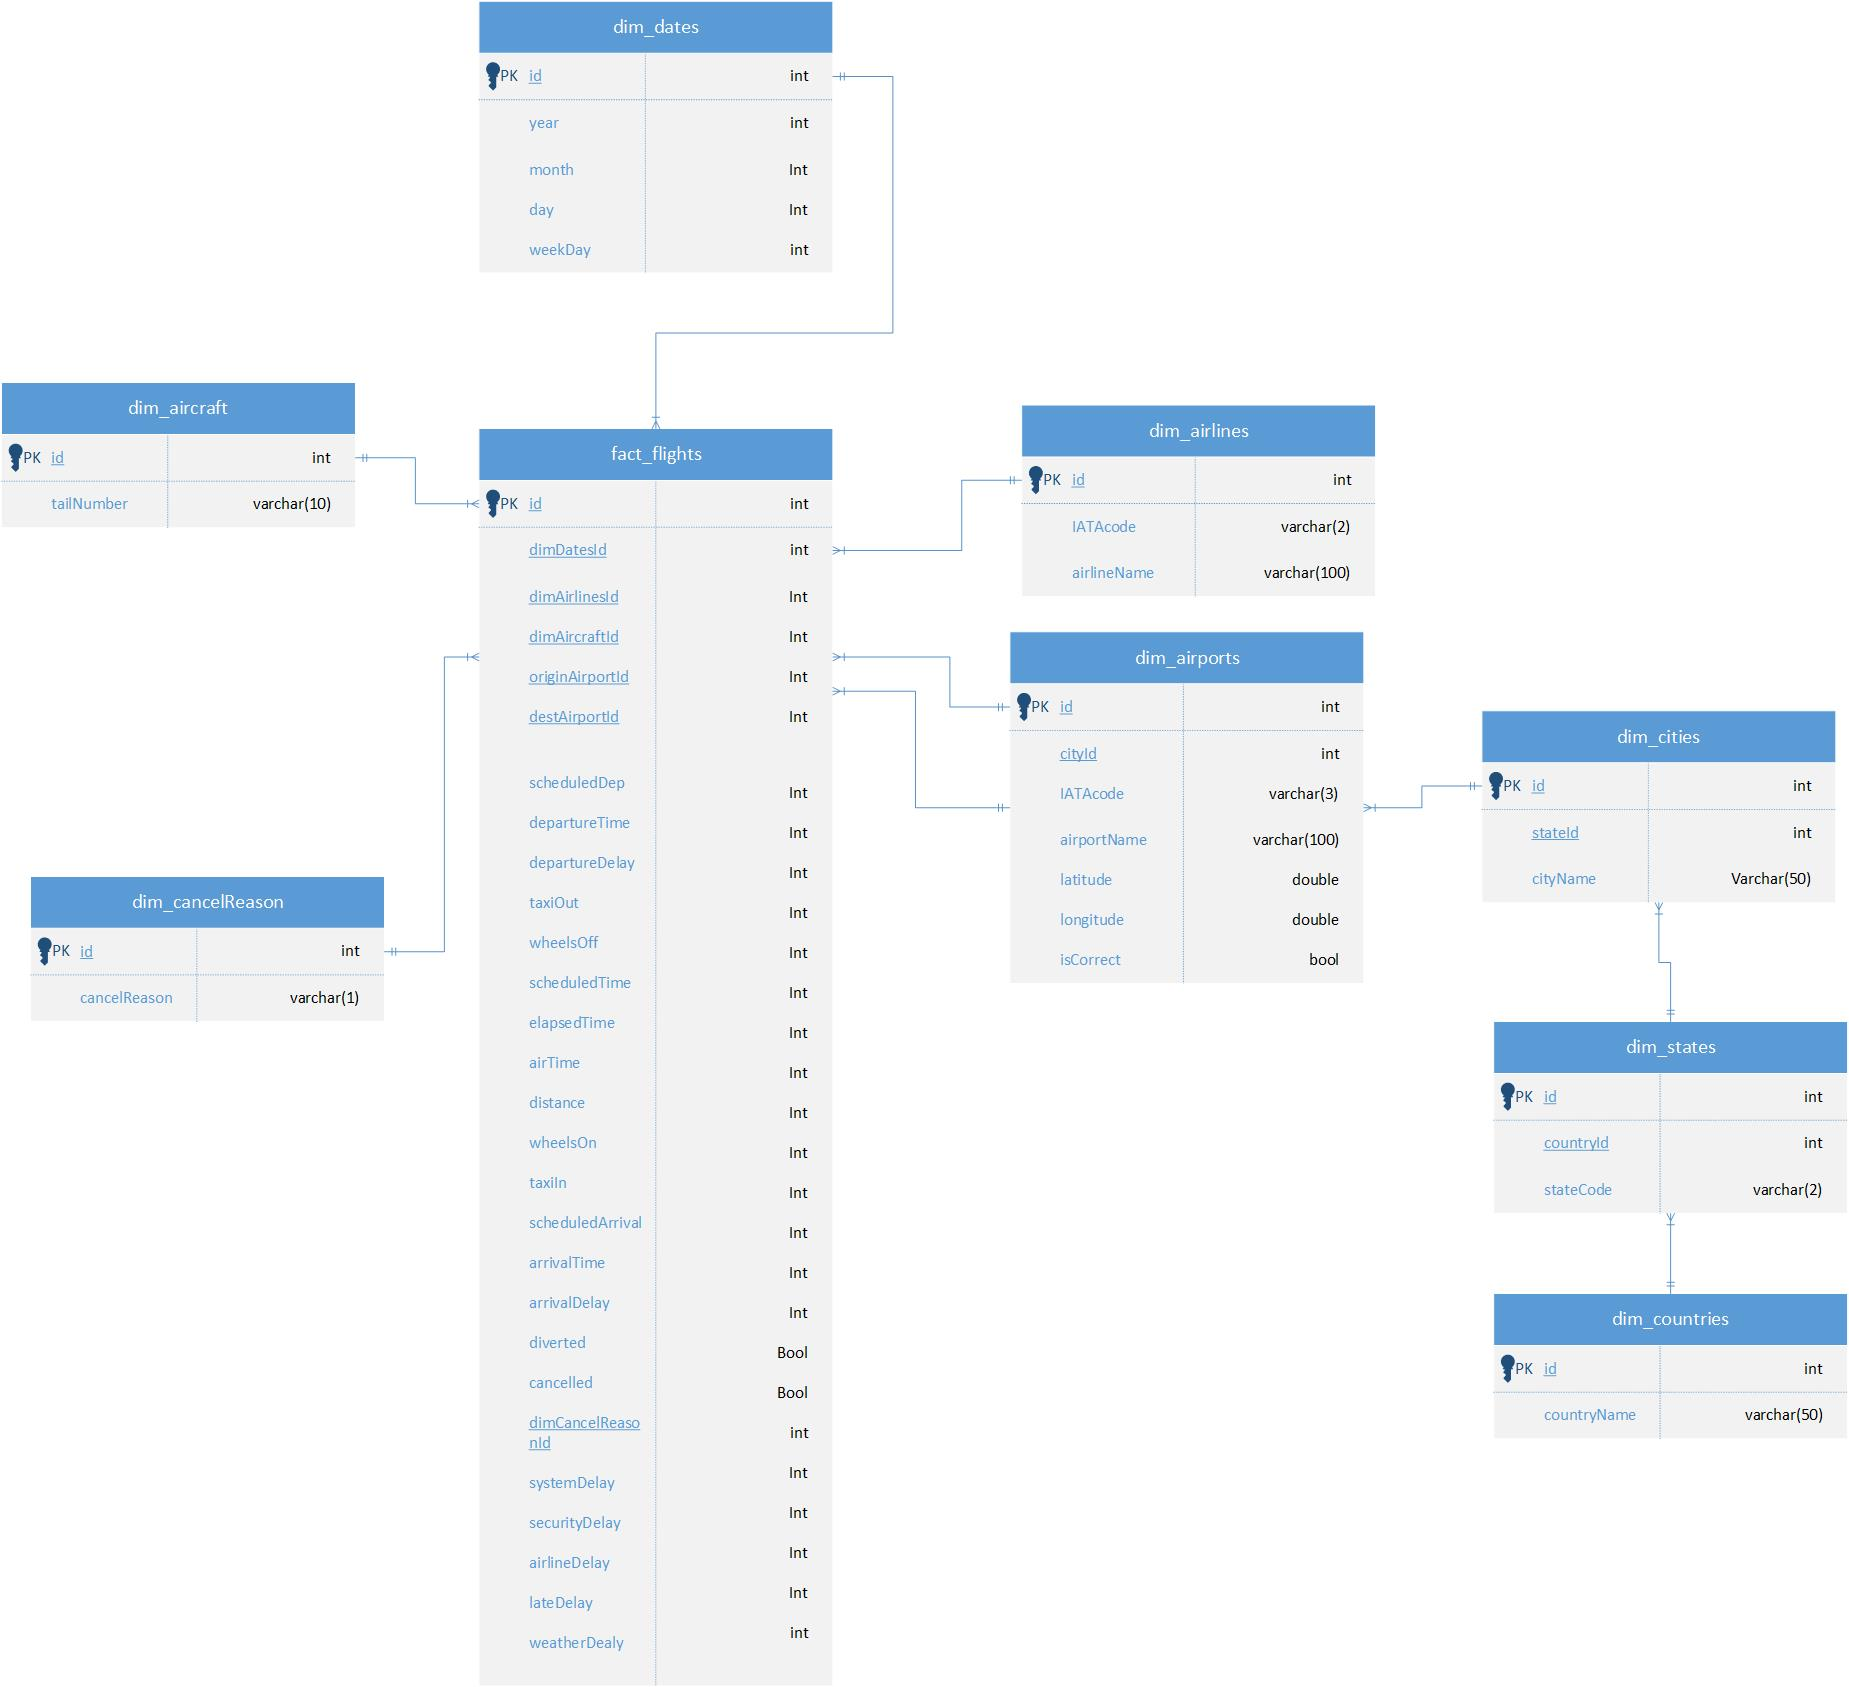 dim_dates
PK id int
year int
month Int
day Int
weekDay int
dim_aircraft
PK id int
tailNumber varchar(10)
fact_flights
PK id int
dimDatesId int
dimAirlinesId Int
dimAircraftId Int
originAirportId Int
destAirportId Int
scheduledDep Int
departureTime Int
departureDelay Int
taxiOut Int
wheelsOff Int
scheduledTime Int
elapsedTime Int
airTime Int
distance Int
wheelsOn Int
taxiIn Int
scheduledArrival Int
arrivalTime Int
arrivalDelay Int
diverted Bool
cancelled Bool
dimCancelReaso int
nId
systemDelay Int
securityDelay Int
airlineDelay Int
lateDelay Int
weatherDealy int
dim_airlines
PK id int
IATAcode varchar(2)
airlineName varchar(100)
dim_airports
PK id int
cityId int
IATAcode varchar(3)
airportName varchar(100)
latitude double
longitude double
isCorrect bool
dim_cities
PK id int
stateId int
cityName Varchar(50)
dim_cancelReason
PK id int
cancelReason varchar(1)
dim_states
PK id int
countryId int
stateCode varchar(2)
dim_countries
PK id int
countryName varchar(50)